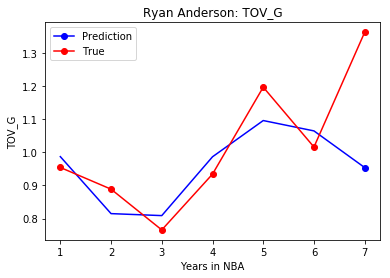 Ryan Anderson: TOV_G
Prediction
True
1.3
1.2
1.1
1.0
0.9
0.8
TOV_G
1 2 3 4 5 6 7
Years in NBA